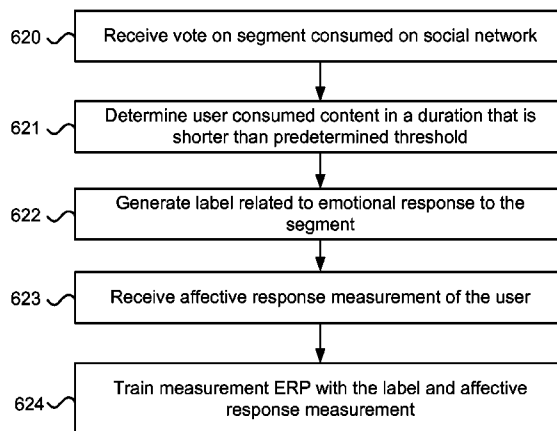 620 Receive vote on segment consumed on social network
621 Determine user consumed content in a duration that is
shorter than predetermined threshold
622 Generate label related to emotional response to the
segment
623 Receive affective response measurement of the user
624 Train measurement ERP with the label and affective
response measurement